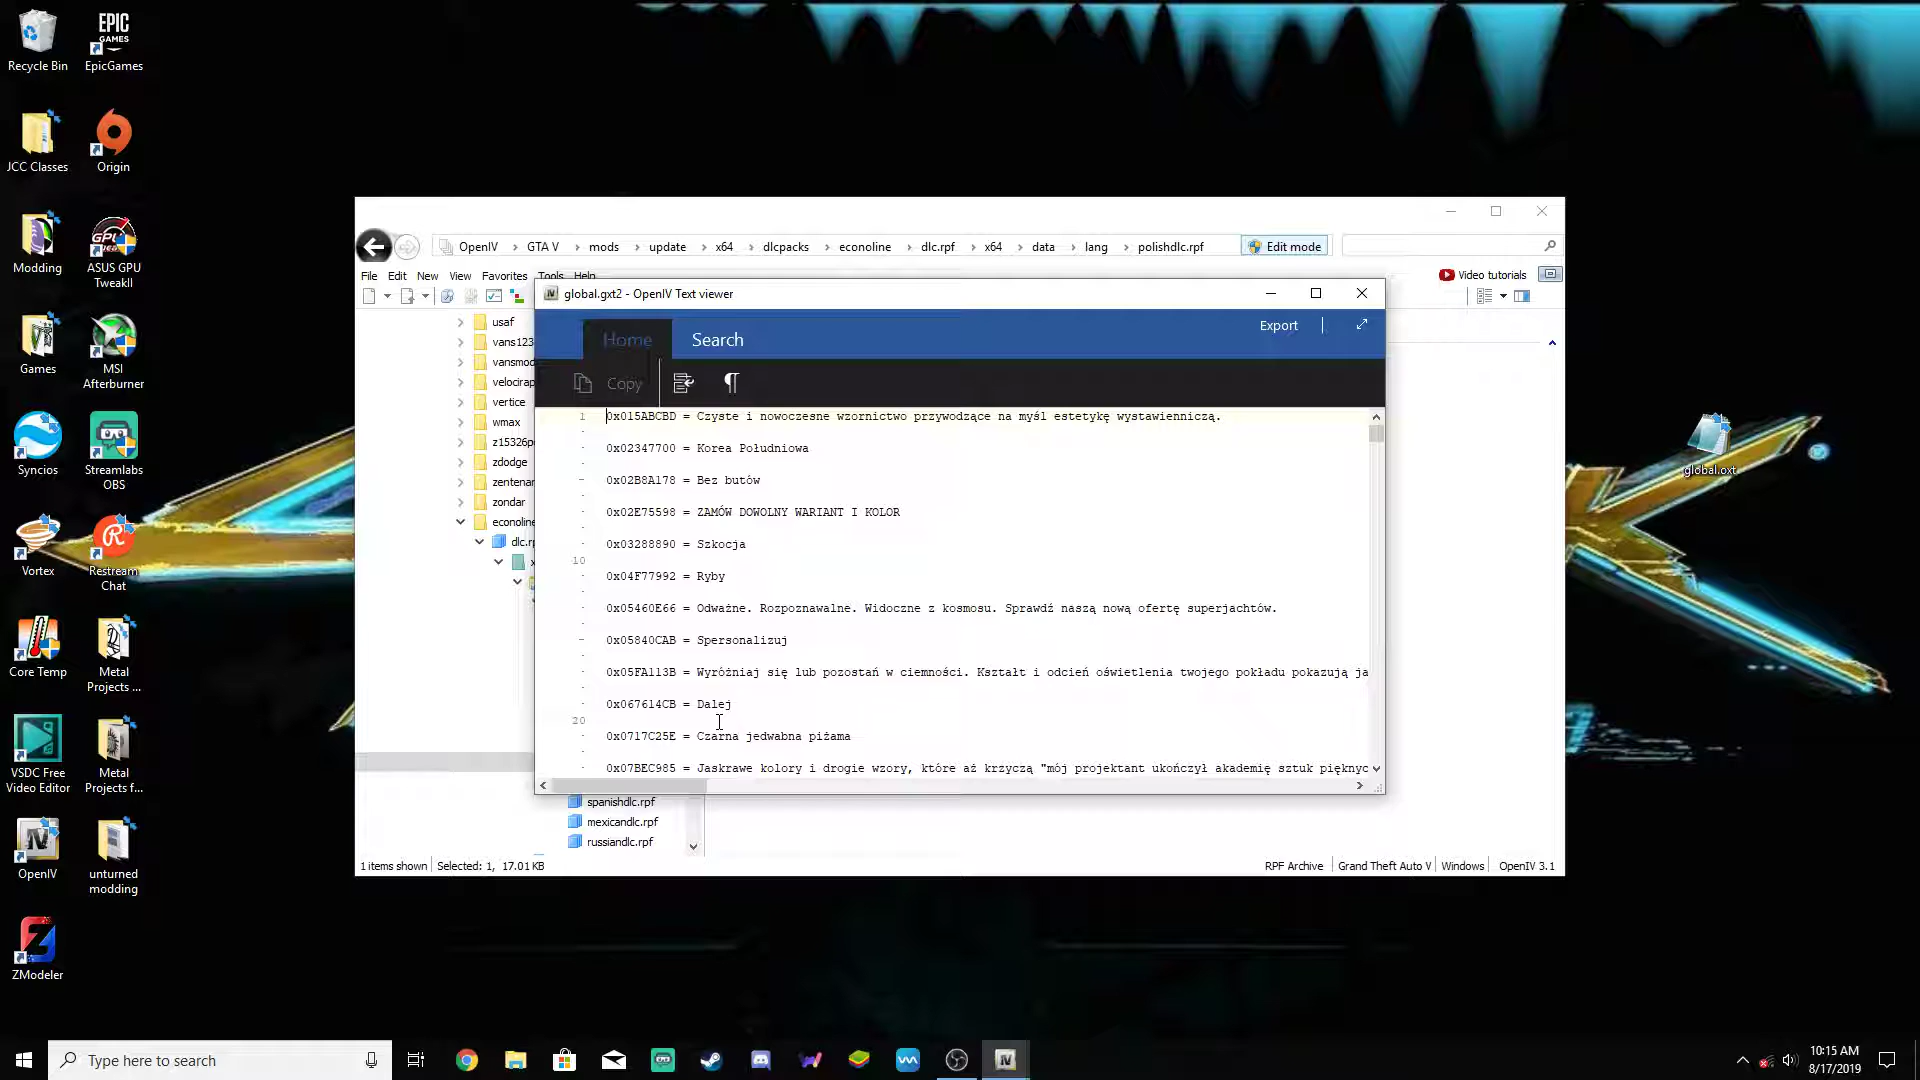 Recycle Bin
EPIC
GAMES
EpicGames
JCC Classes
Origin
Modding
ASUS GPU
TweakII
Games
MSI
Afterburner
Syncios
Streamlabs
OBS
Vortex
Restream
Chat
Core Temp
Metal
Projects ...
VSDC Free
Video Editor
Metal
Projects f...
OpenIV
unturned
modding
ZModeler
OpenIV > GTA V > mods > update > x64 > dlcpacks > econoline > dlc.rpf > x64 > data > lang > polishdlc.rpf
Edit mode
File Edit New View Favorites Tools Help
Video tutorials
usaf
vans123
vansmod
velocirap
vertice
wmax
z15326p
zdodge
zentenar
zondar
econoline
dlc.rp
x
global.gxt2 - OpenIV Text viewer
Home
Search
Export
Copy
1 0x015ABCBD = Czyste i nowoczesne wzornictwo przywodzące na myśl estetykę wystawienniczą.
0x02347700 = Korea Południowa
0x02B8A178 = Bez butów
0x02E75598 = ZAMÓW DOWOLNY WARIANT I KOLOR
0x03288890 = Szkocja
10
0x04F77992 = Ryby
0x05460E66 = Odważne. Rozpoznawalne. Widoczne z kosmosu. Sprawdź naszą nową ofertę superjachtów.
0x05840CAB = Spersonalizuj
0x05FA113B = Wyróżniaj się lub pozostań w ciemności. Kształt i odcień oświetlenia twojego pokładu pokazują ja
0x067614CB = Dalej
20
0x0717C25E = Czarna jedwabna piżama
0x07BEC985 = Jaskrawe kolory i drogie wzory, które aż krzyczą "mój projektant ukończył akademię sztuk pięknyc
spanishdlc.rpf
mexicandlc.rpf
russiandlc.rpf
1 items shown
Selected: 1, 17.01 KB
RPF Archive
Grand Theft Auto V
Windows
OpenIV 3.1
global.oxt
Type here to search
10:15 AM
8/17/2019